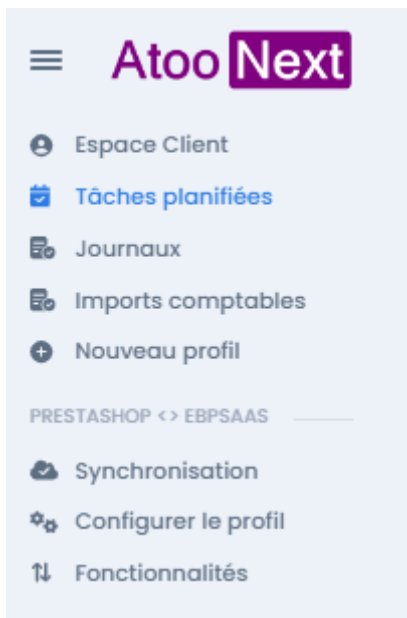 Atoo Next
Espace Client
Tâches planifiées
Journaux
Imports comptables
Nouveau profil
PRESTASHOP <> EBPSAAS
Synchronisation
Configurer le profil
Fonctionnalités